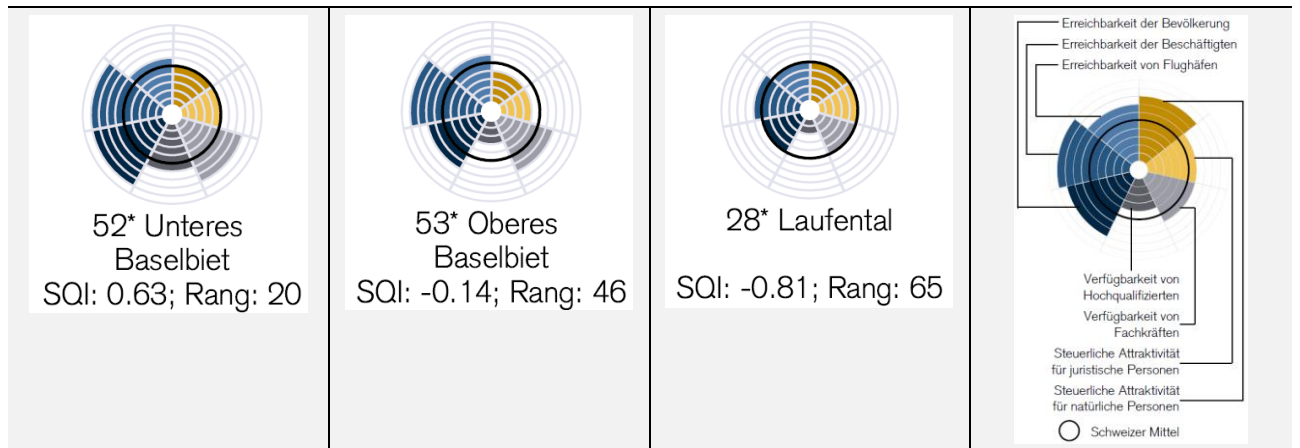 52* Unteres
Baselbiet
SQI: 0.63; Rang: 20
53* Oberes
Baselbiet
SQI: -0.14; Rang: 46
28* Laufental
SQI: -0.81; Rang: 65
Erreichbarkeit der Bevölkerung
Erreichbarkeit der Beschäftigten
Erreichbarkeit von Flughäfen
Verfügbarkeit von
Hochqualifizierten
Verfügbarkeit von
Fachkräften
Steuerliche Attraktivität
für juristische Personen
Steuerliche Attraktivität
für natürliche Personen
Schweizer Mittel